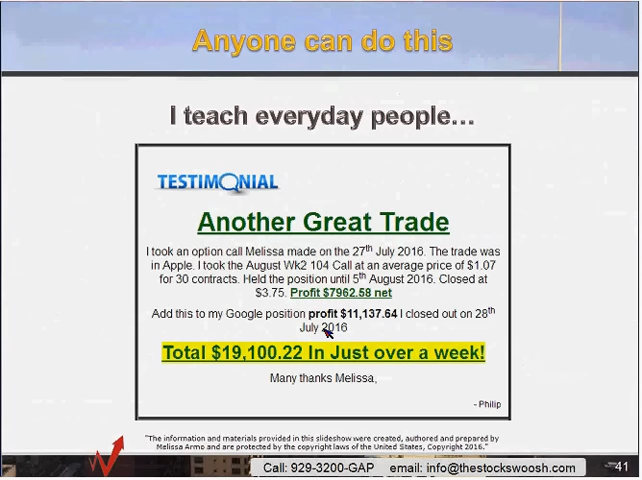 Anyone can do this
I teach everyday people...
TESTIMONIAL
Another Great Trade
I took an option call Melissa made on the 27th July 2016. The trade was
in Apple. I took the August Wk2 104 Call at an average price of $1.07
for 30 contracts. Held the position until 5th August 2016. Closed at
$3.75. Profit $7962.58 net
Add this to my Google position profit $11,137.64 I closed out on 28th
July 2016
Total $19,100.22 In Just over a week!
Many thanks Melissa,
- Philip
"The information and materials provided in this slideshow were created, authored and prepared by
Melissa Armo and are protected by the copyright laws of the United States, Copyright 2016."
Call: 929-3200-GAP email: info@thestockswoosh.com
41